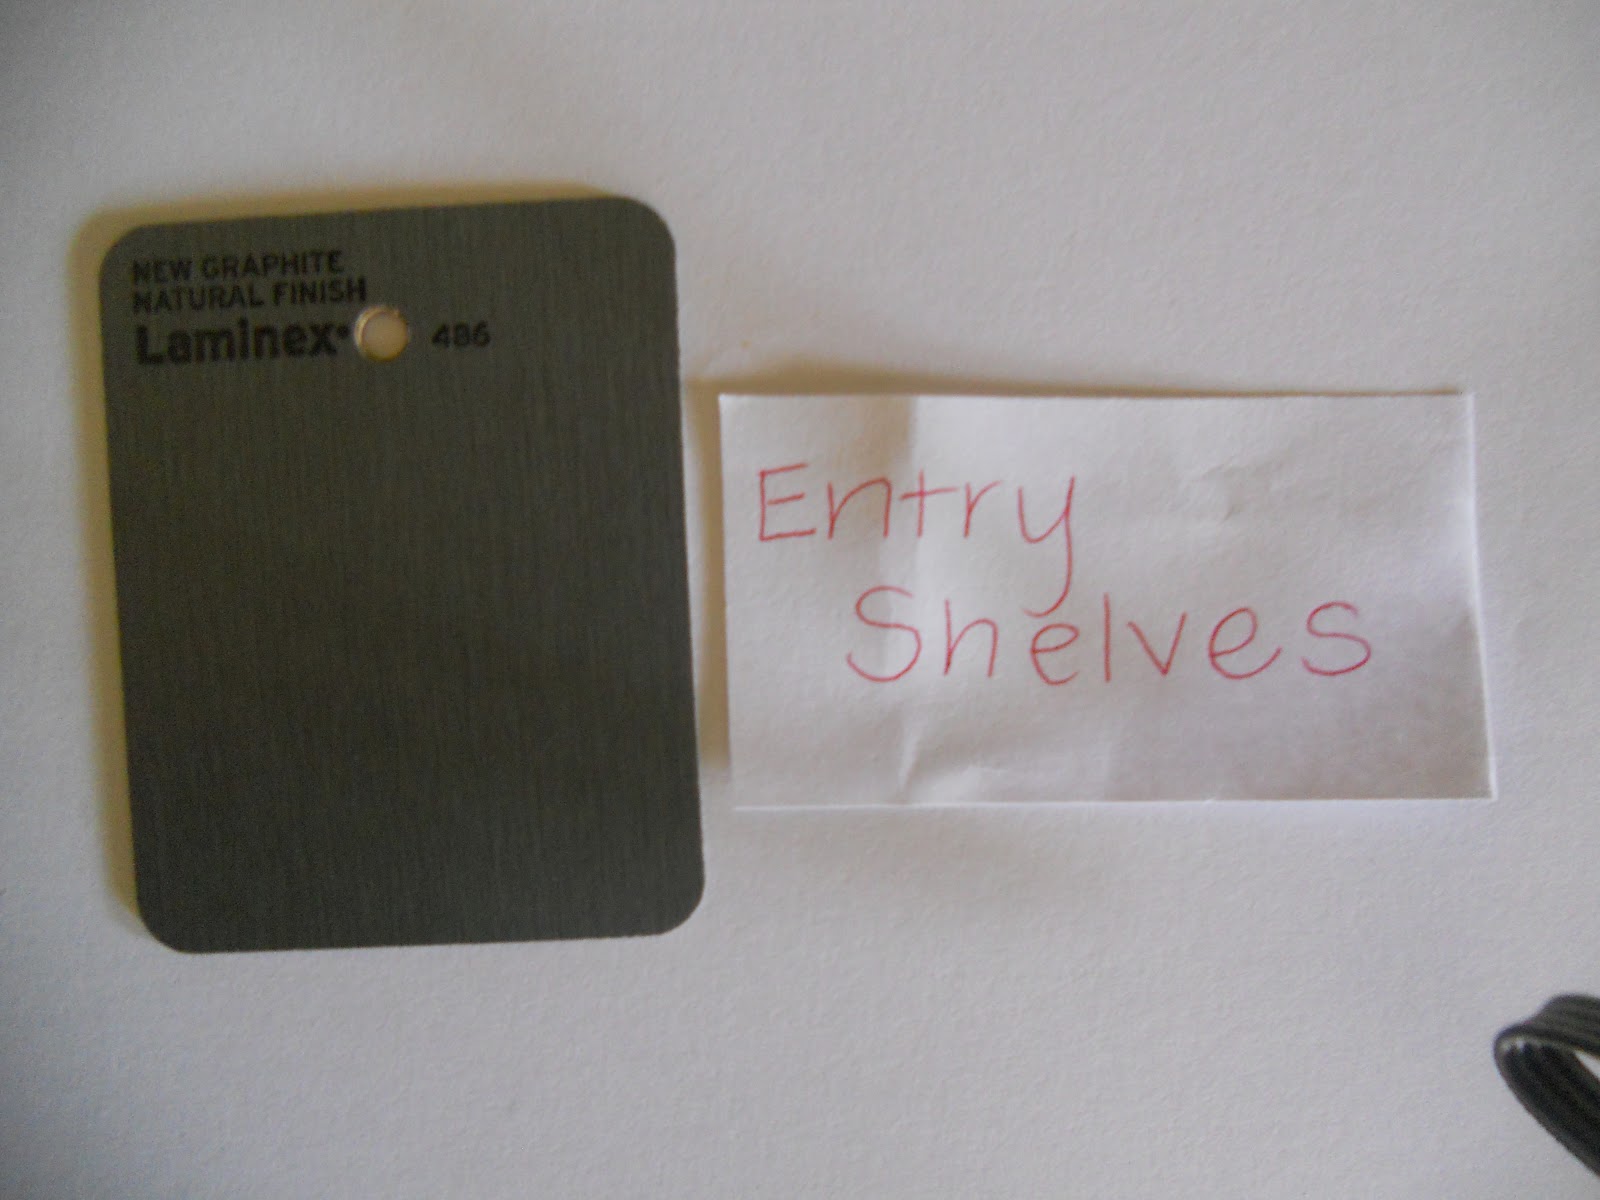 NEW GRAPHITE
NATURAL FINISH
Laminex® 486
Entry
Shelves